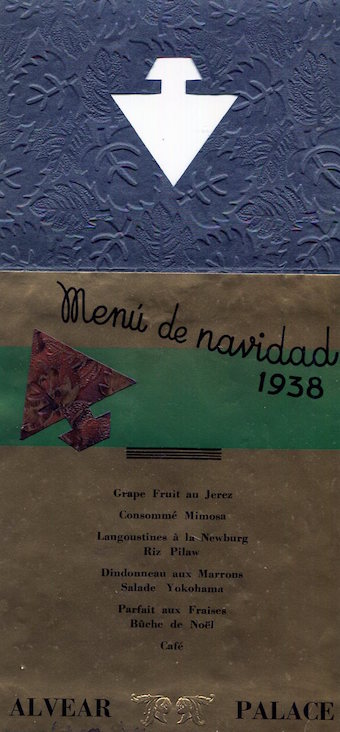 Menú de navidad
1938
Grape Fruit au Jerez
Consommé Mimosa
Langoustines à la Newburg
Riz Pilaw
Dindonneau aux Marrons
Salade Yokohama
Parfait aux Fraises
Bûche de Noël
Café
ALVEAR PALACE